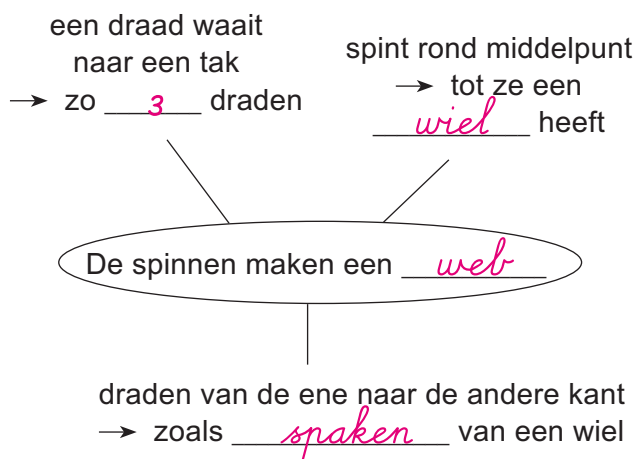 een draad waait
naar een tak
→ zo 3 draden
spint rond middelpunt
→ tot ze een
wiel heeft
De spinnen maken een web
draden van de ene naar de andere kant
→ zoals spaken van een wiel